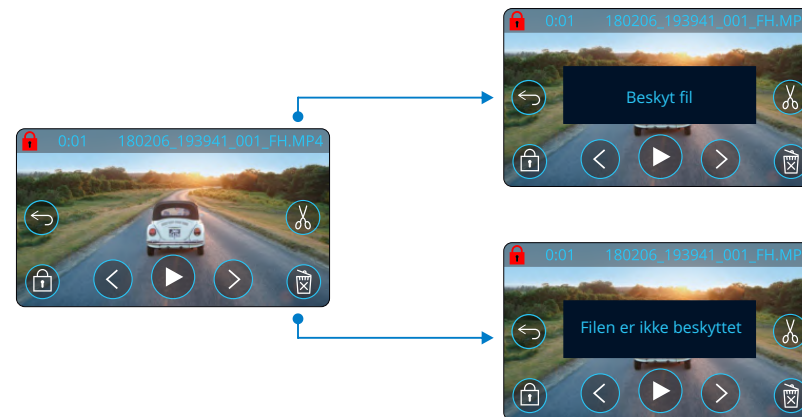 0:01 180206_193941_001_FH.MP4
0:01 180206_193941_001_FH.MP
Beskyt fil
0:01 180206_193941_001_FH.MP
Filen er ikke beskyttet